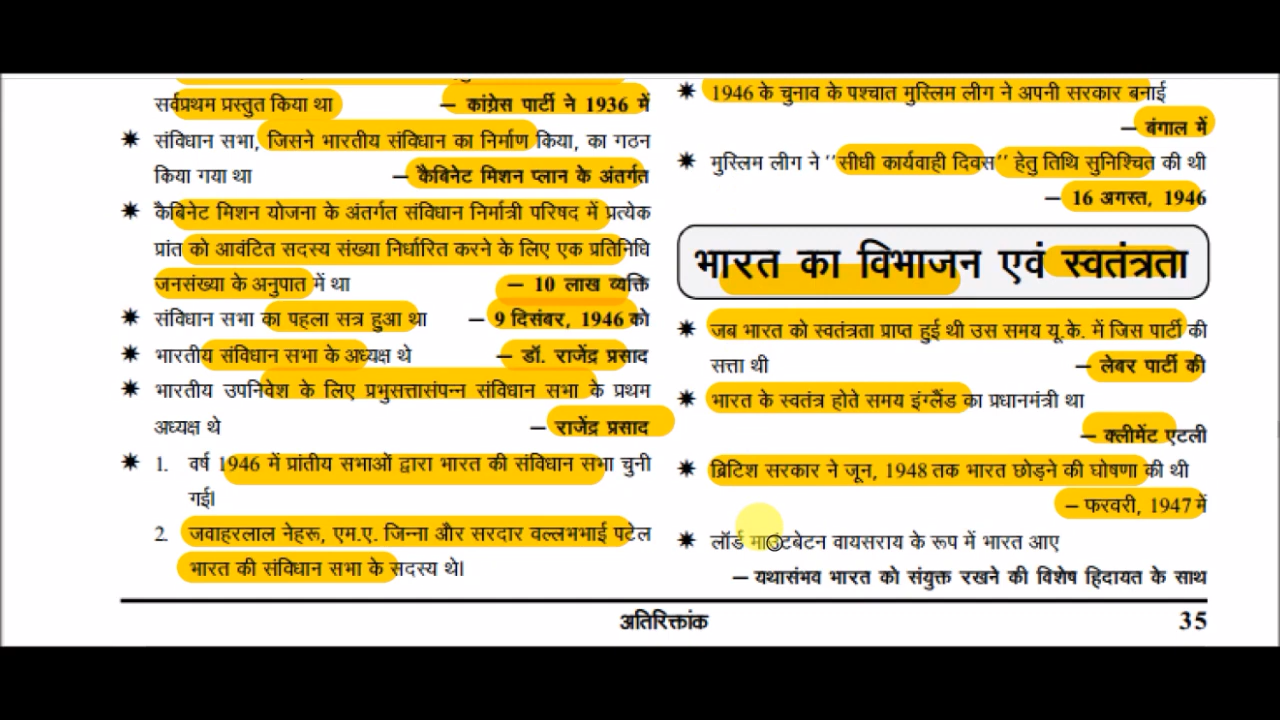 सर्वप्रथम प्रस्तुत किया था – कांग्रेस पार्टी ने 1936 में
✷ संविधान सभा, जिसने भारतीय संविधान का निर्माण किया, का गठन
किया गया था – कैबिनेट मिशन प्लान के अंतर्गत
✷ कैबिनेट मिशन योजना के अंतर्गत संविधान निर्मात्री परिषद में प्रत्येक
प्रांत को आवंटित सदस्य संख्या निर्धारित करने के लिए एक प्रतिनिधि
जनसंख्या के अनुपात में था – 10 लाख व्यक्ति
✷ संविधान सभा का पहला सत्र हुआ था – 9 दिसंबर, 1946 को
✷ भारतीय संविधान सभा के अध्यक्ष थे – डॉ. राजेंद्र प्रसाद
✷ भारतीय उपनिवेश के लिए प्रभुसत्तासंपन्न संविधान सभा के प्रथम
अध्यक्ष थे – राजेंद्र प्रसाद
✷ 1. वर्ष 1946 में प्रांतीय सभाओं द्वारा भारत की संविधान सभा चुनी
गई।
2. जवाहरलाल नेहरू, एम.ए. जिन्ना और सरदार वल्लभभाई पटेल
भारत की संविधान सभा के सदस्य थे।
✷ 1946 के चुनाव के पश्चात मुस्लिम लीग ने अपनी सरकार बनाई
– बंगाल में
✷ मुस्लिम लीग ने ''सीधी कार्यवाही दिवस'' हेतु तिथि सुनिश्चित की थी
– 16 अगस्त, 1946
भारत का विभाजन एवं स्वतंत्रता
✷ जब भारत को स्वतंत्रता प्राप्त हुई थी उस समय यू.के. में जिस पार्टी की
सत्ता थी – लेबर पार्टी की
✷ भारत के स्वतंत्र होते समय इंग्लैंड का प्रधानमंत्री था
– क्लीमेंट एटली
✷ ब्रिटिश सरकार ने जून, 1948 तक भारत छोड़ने की घोषणा की थी
– फरवरी, 1947 में
✷ लॉर्ड माउंटबेटन वायसराय के रूप में भारत आए
– यथासंभव भारत को संयुक्त रखने की विशेष हिदायत के साथ
अतिरिक्तांक 35